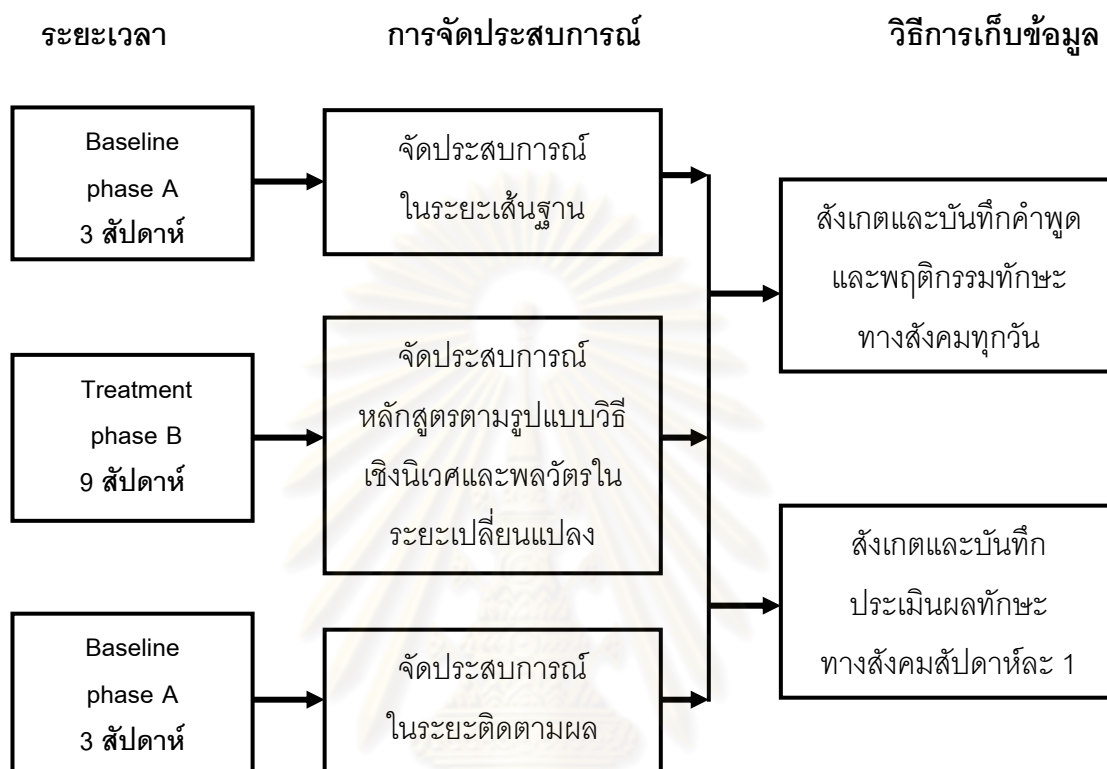 ระยะเวลา
การจัดประสบการณ์
วิธีการเก็บข้อมูล
Baseline
phase A
3 สัปดาห์
จัดประสบการณ์
ในระยะเส้นฐาน
สังเกตและบันทึกคำพูด
และพฤติกรรมทักษะ
ทางสังคมทุกวัน
Treatment
phase B
9 สัปดาห์
จัดประสบการณ์
หลักสูตรตามรูปแบบวิธี
เชิงนิเวศและพลวัตรใน
ระยะเปลี่ยนแปลง
สังเกตและบันทึก
ประเมินผลทักษะ
ทางสังคมสัปดาห์ละ 1
Baseline
phase A
3 สัปดาห์
จัดประสบการณ์
ในระยะติดตามผล